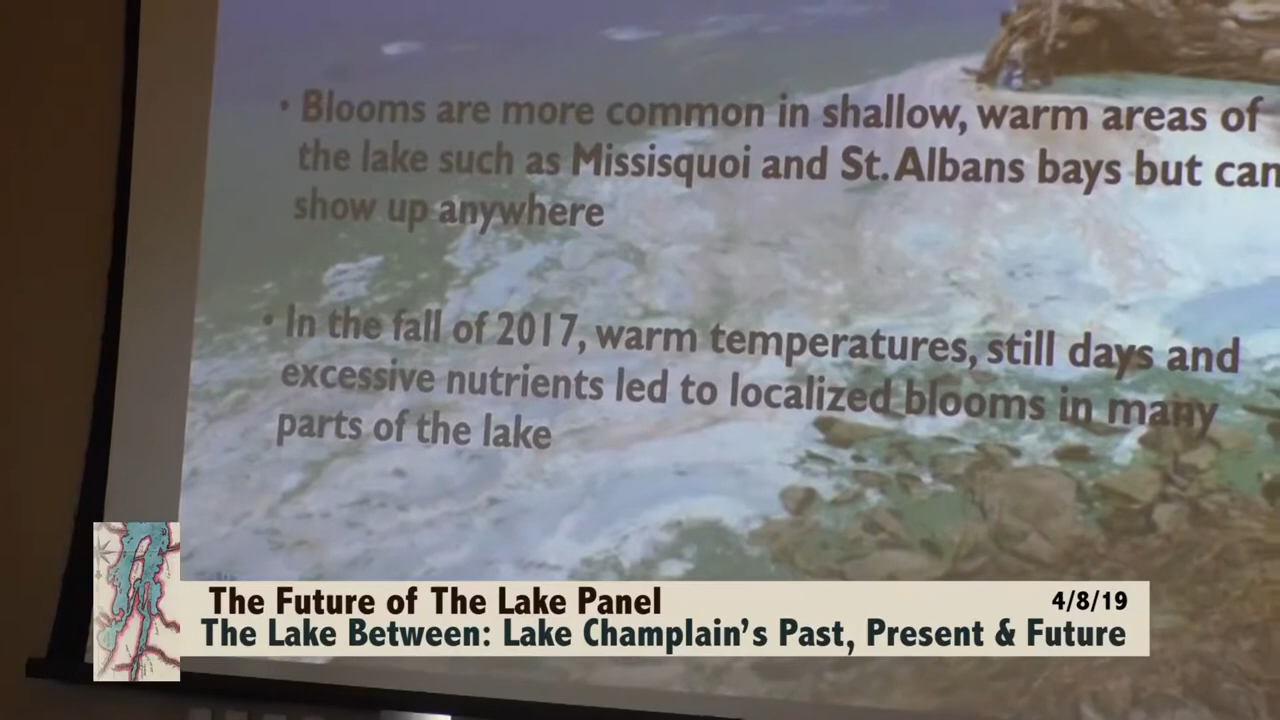 • Blooms are more common in shallow, warm areas of
the lake such as Missisquoi and St. Albans bays but can
show up anywhere
• In the fall of 2017, warm temperatures, still days and
excessive nutrients led to localized blooms in many
parts of the lake
The Future of The Lake Panel
4/8/19
The Lake Between: Lake Champlain's Past, Present & Future